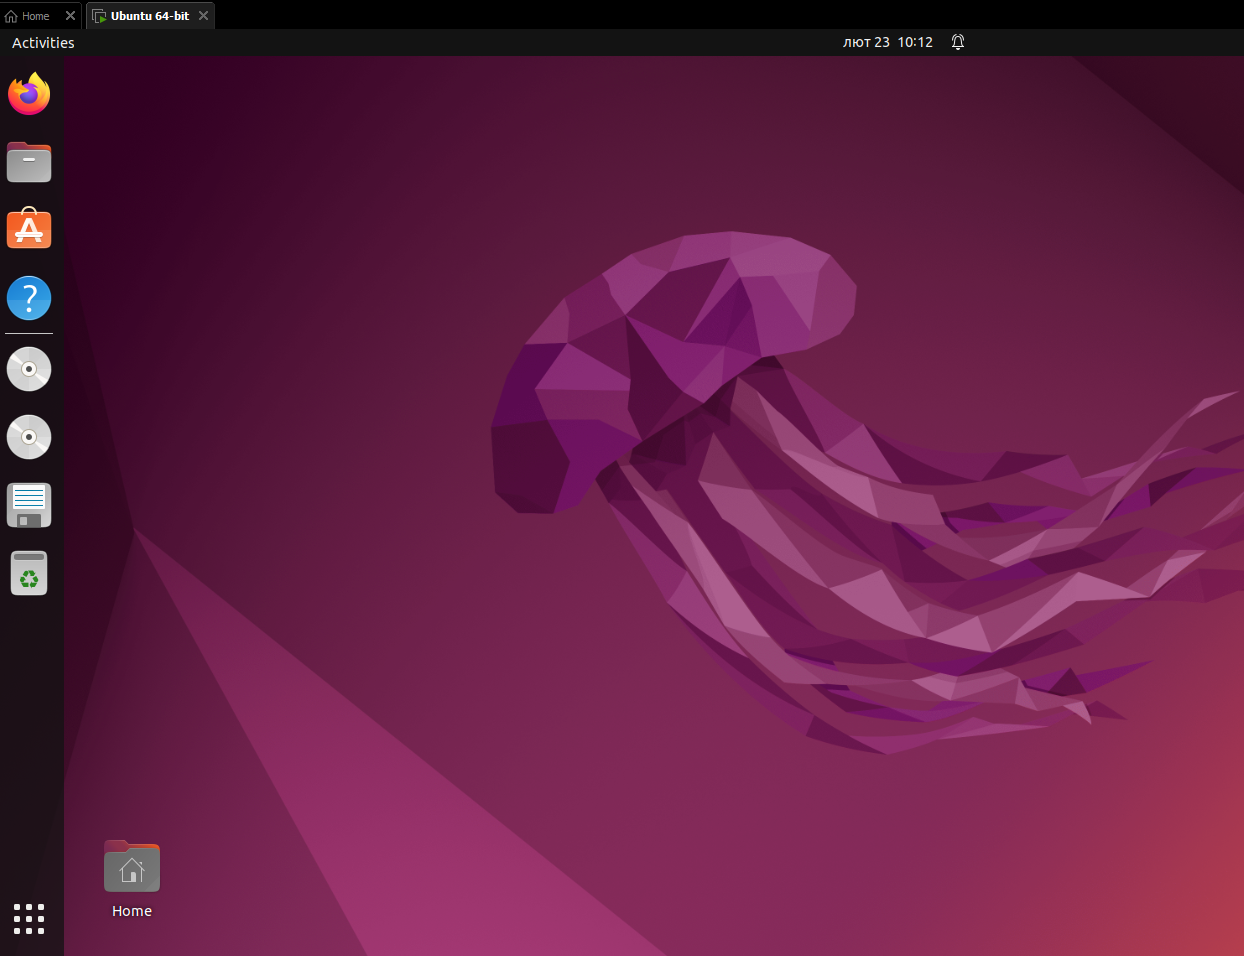 Home
Ubuntu 64-bit
Activities
лют 23 10:12
Home